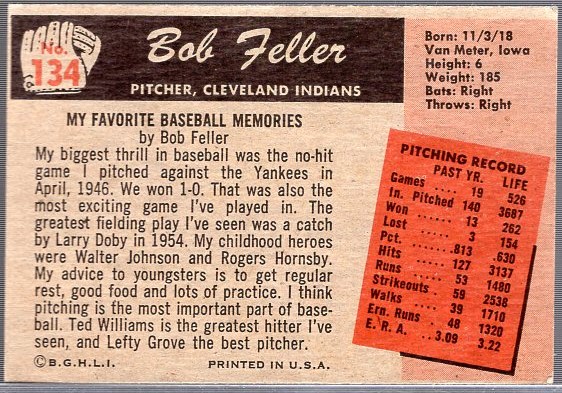 No.
134
Bob Feller
PITCHER, CLEVELAND INDIANS
Born: 11/3/18
Van Meter, Iowa
Height: 6
Weight: 185
Bats: Right
Throws: Right
MY FAVORITE BASEBALL MEMORIES
by Bob Feller
My biggest thrill in baseball was the no-hit
game I pitched against the Yankees in
April, 1946. We won 1-0. That was also the
most exciting game I've played in. The
greatest fielding play I've seen was a catch
by Larry Doby in 1954. My childhood heroes
were Walter Johnson and Rogers Hornsby.
My advice to youngsters is to get regular
rest, good food and lots of practice. I think
pitching is the most important part of base-
ball. Ted Williams is the greatest hitter I've
seen, and Lefty Grove the best pitcher.
©B.G.H.L.I. PRINTED IN U.S.A.
PITCHING RECORD
PAST YR. LIFE
Games . . . 19 526
In. Pitched 140 3687
Won . . . 13 262
Lost . . . 3 154
Pct. . . . .813 .630
Hits . . . 127 3137
Runs . . . 53 1480
Strikeouts 59 2538
Walks . . . 39 1710
Ern. Runs . 48 1320
E. R. A. . . 3.09 3.22